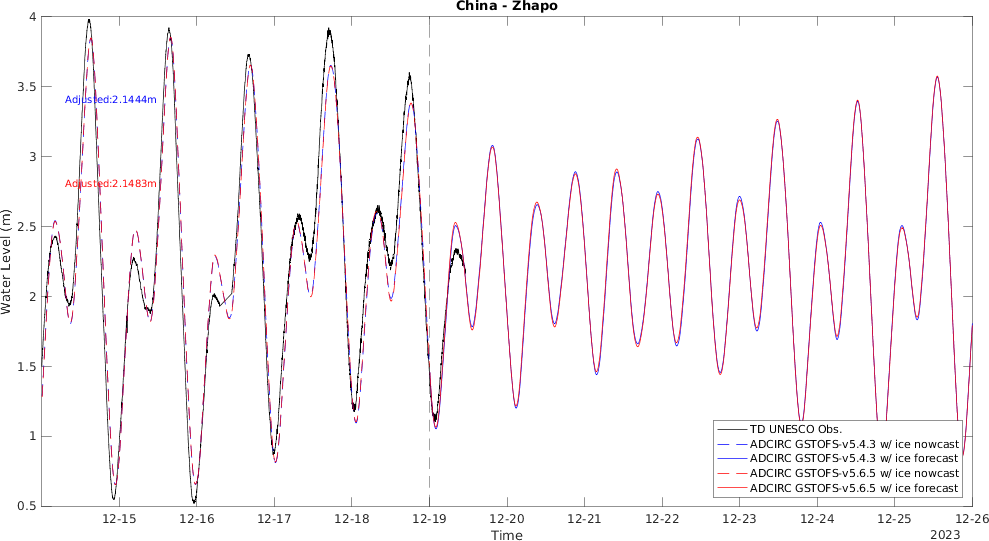 China - Zhapo
4
3.5
3
2.5
2
1.5
1
0.5
Water Level (m)
Adjusted:2.1444m
Adjusted:2.1483m
TD UNESCO Obs.
ADCIRC GSTOFS-v5.4.3 w/ ice nowcast
ADCIRC GSTOFS-v5.4.3 w/ ice forecast
ADCIRC GSTOFS-v5.6.5 w/ ice nowcast
ADCIRC GSTOFS-v5.6.5 w/ ice forecast
12-15 12-16 12-17 12-18 12-19 12-20 12-21 12-22 12-23 12-24 12-25 12-26
Time
2023